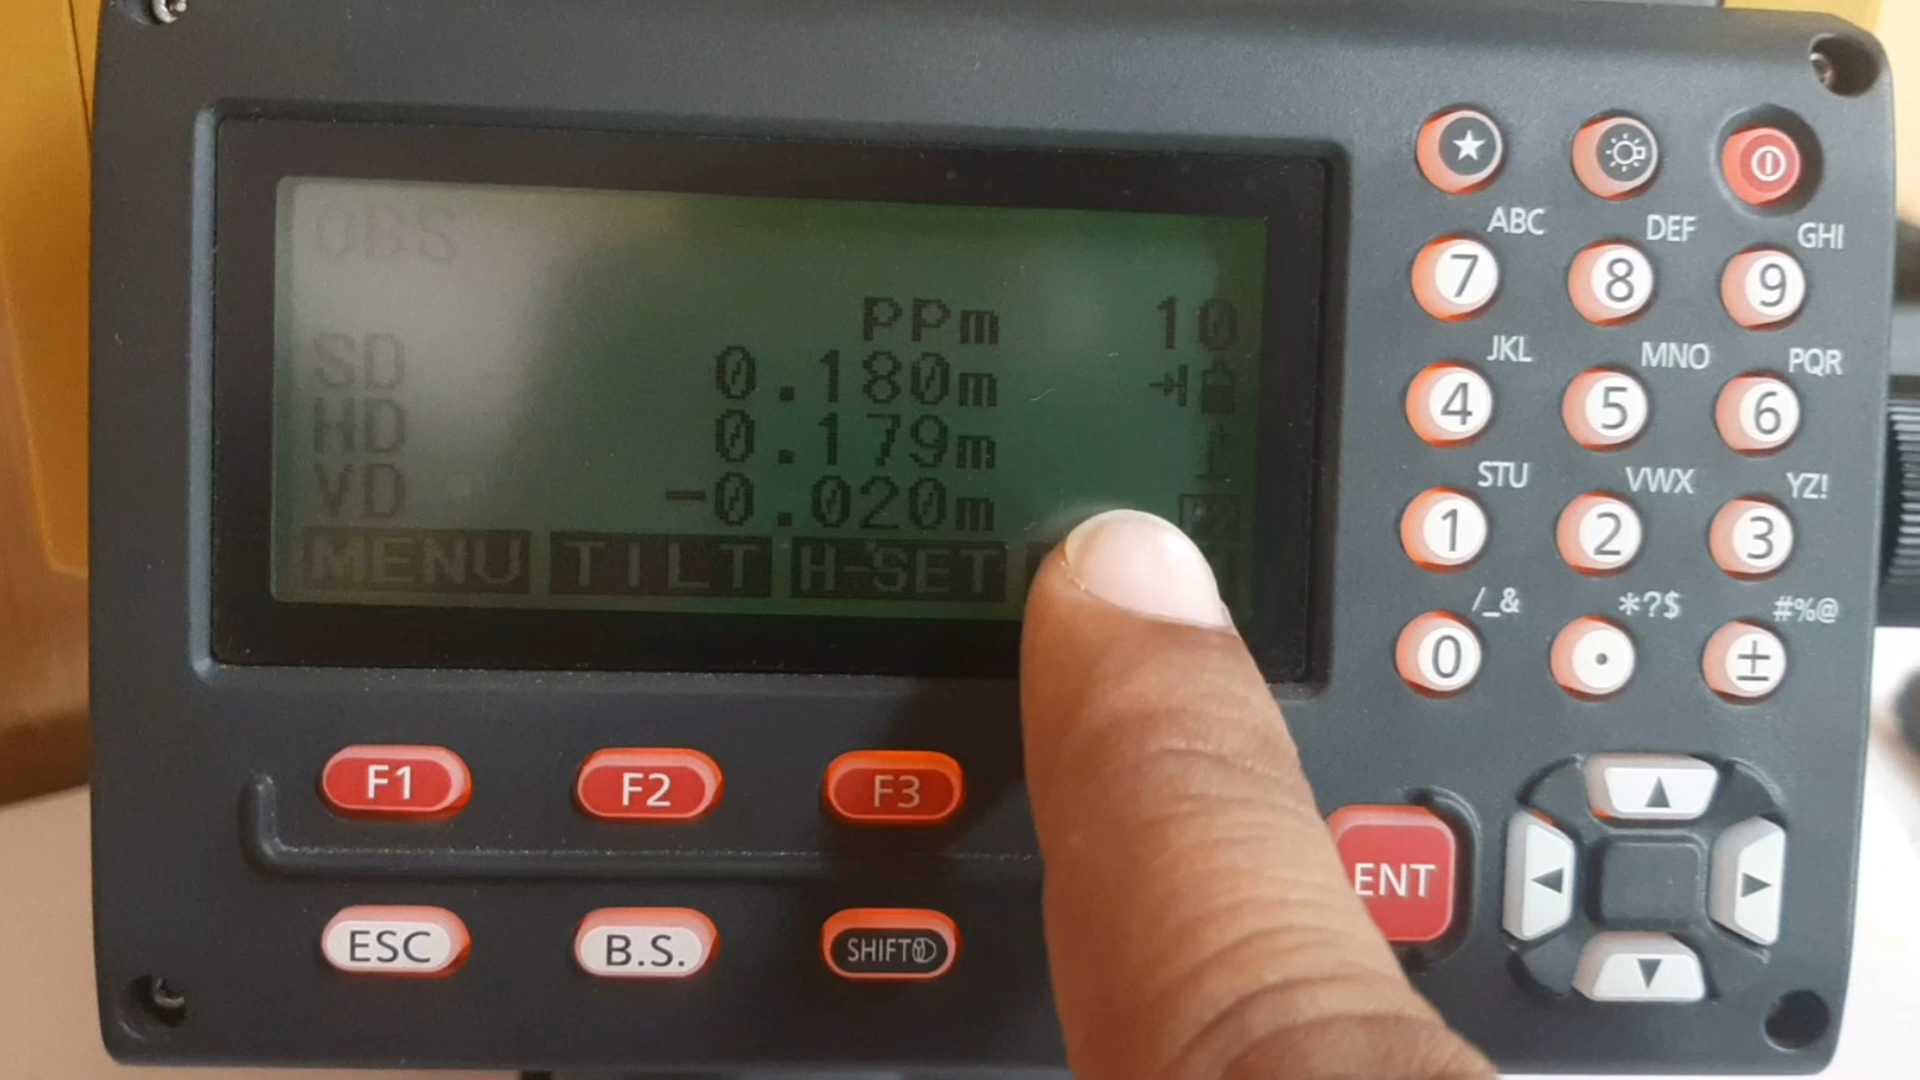 OBS
PPm 10
SD 0.180m
HD 0.179m
VD -0.020m
MENU TILT H-SET
F1 F2 F3
ESC B.S. SHIFT
ENT
ABC DEF GHI
7 8 9
JKL MNO PQR
4 5 6
STU VWX YZ!
1 2 3
/_& *?$ #%@
0 . ±